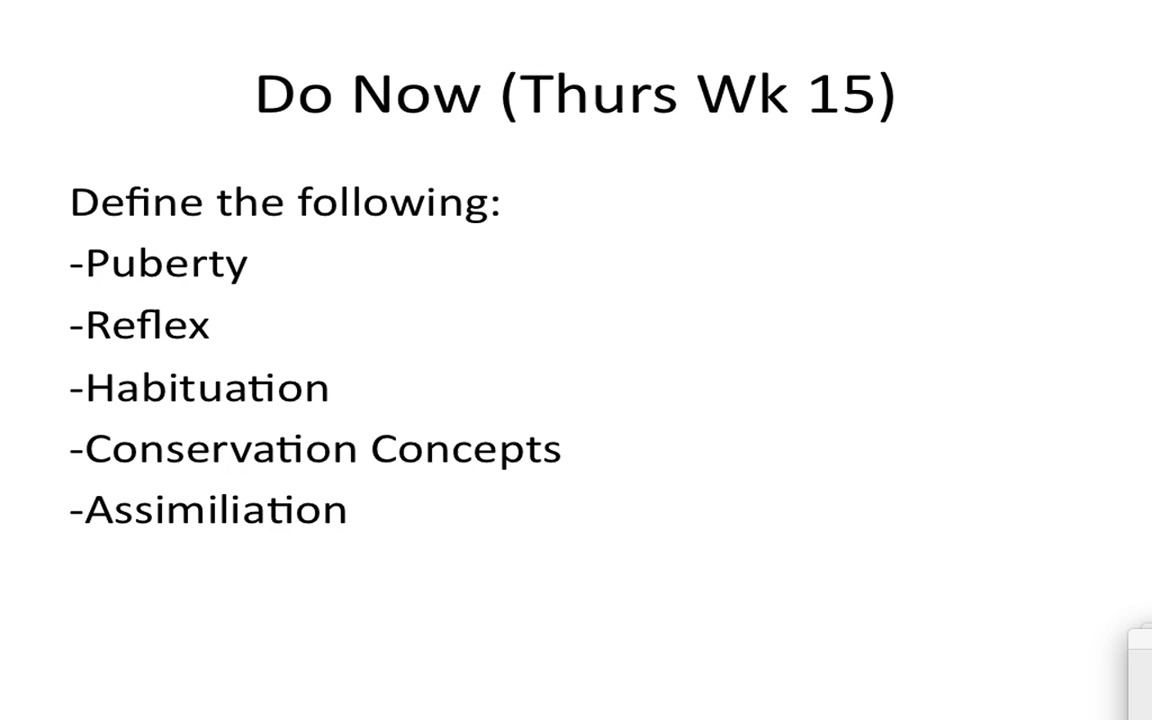 Do Now (Thurs Wk 15)
Define the following:
-Puberty
-Reflex
-Habituation
-Conservation Concepts
-Assimiliation